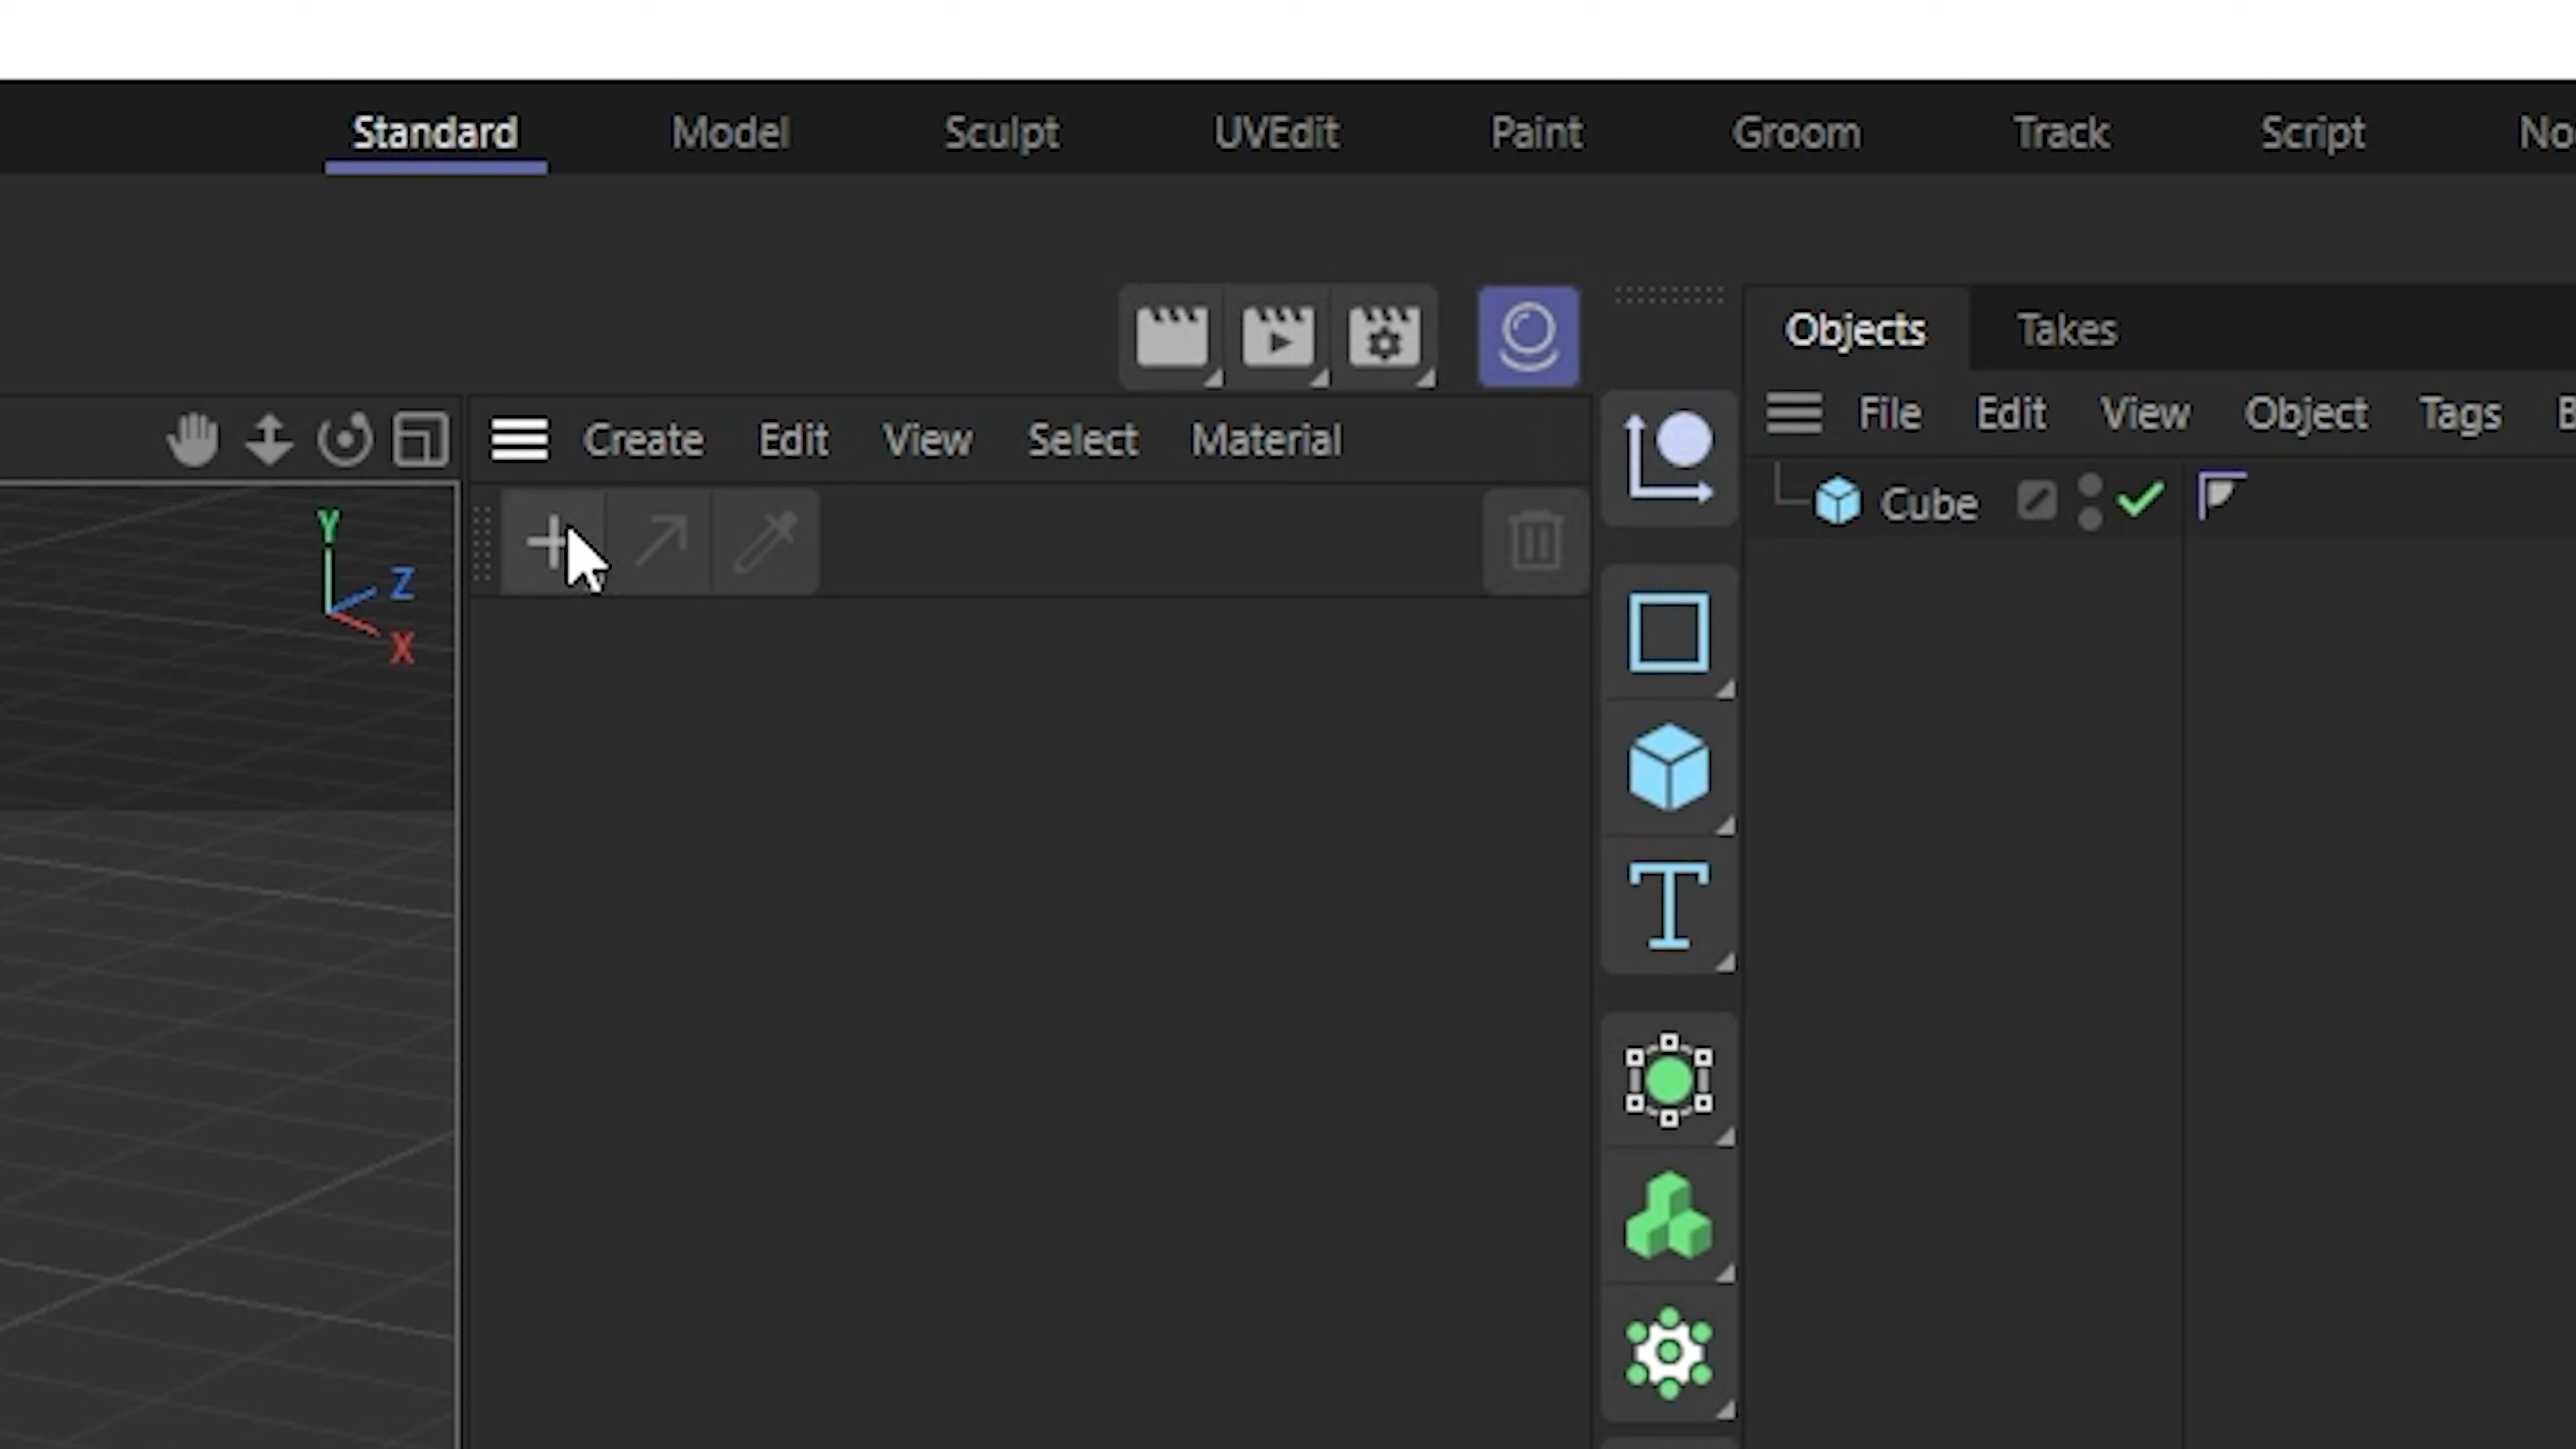 Standard Model Sculpt UVEdit Paint Groom Track Script No
Objects Takes
Create Edit View Select Material
File Edit View Object Tags B
Cube
Y
Z
X